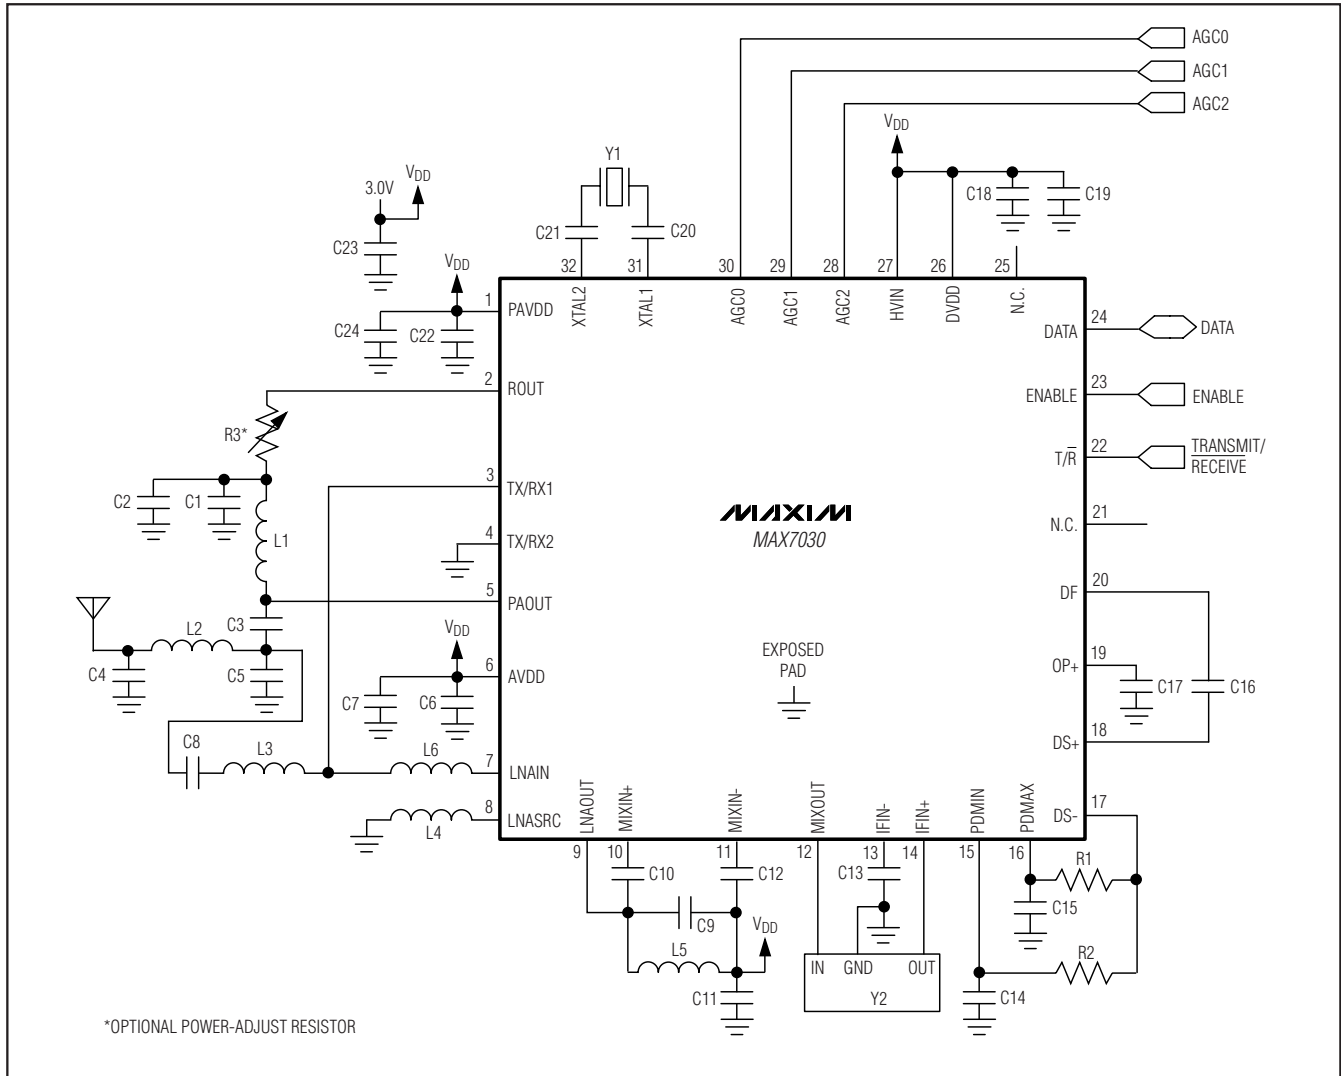 AGC0
AGC1
AGC2
VDD
Y1
VDD
3.0V
C18
C19
C21
C20
C23
VDD
32
31
30
29
28
27
26
25
1
PAVDD
XTAL2
XTAL1
AGC0
AGC1
AGC2
HVIN
DVDD
N.C.
24
C24
C22
DATA
DATA
2
ROUT
23
ENABLE
ENABLE
R3*
22
T/R̅
TRANSMIT/
R̅E̅C̅E̅I̅V̅E̅
3
TX/RX1
C2
C1
MAXIM
MAX7030
21
N.C.
L1
4
TX/RX2
5
PAOUT
20
DF
C3
L2
VDD
C4
C5
EXPOSED
PAD
19
OP+
C17
C16
6
AVDD
C7
C6
18
DS+
C8
L3
L6
7
LNAIN
8
LNASRC
L4
LNAOUT
MIXIN+
MIXIN-
MIXOUT
IFIN-
IFIN+
PDMIN
PDMAX
DS-
17
9
10
11
12
13
14
15
16
C10
C12
C13
R1
C15
C9
VDD
L5
R2
IN
GND
OUT
C11
Y2
C14
*OPTIONAL POWER-ADJUST RESISTOR